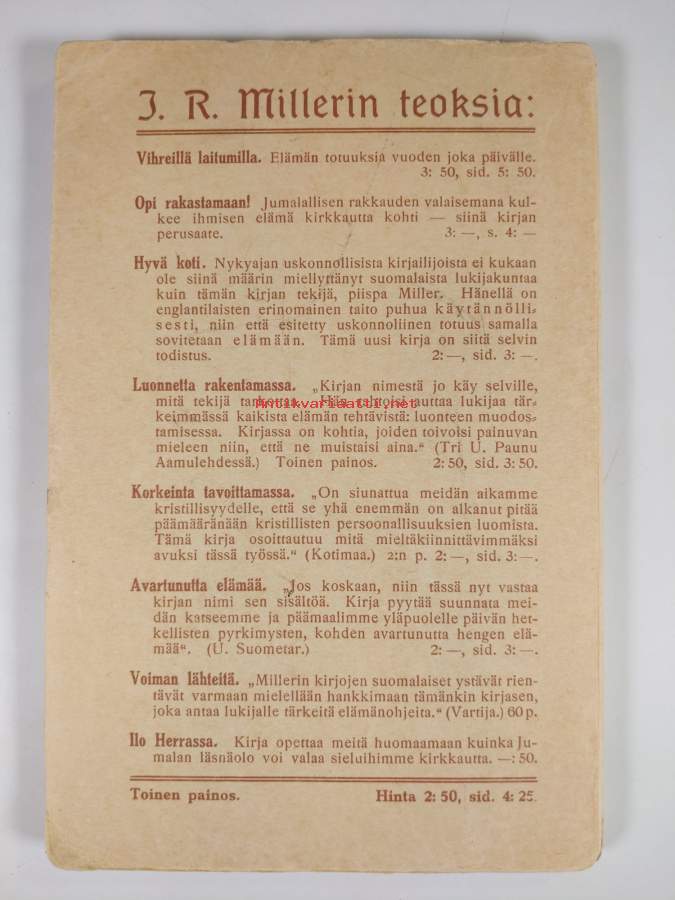 J. R. Millerin teoksia:
Vihreillä laitumilla. Elämän totuuksia vuoden joka päivälle.
3: 50, sid. 5: 50.
Opi rakastamaan! Jumalallisen rakkauden valaisemana kul-
kee ihmisen elämä kirkkautta kohti — siinä kirjan
perusaate. 3: —, s. 4: —
Hyvä koti. Nykyajan uskonnollisista kirjailijoista ei kukaan
ole siinä määrin miellyttänyt suomalaista lukijakuntaa
kuin tämän kirjan tekijä, piispa Miller. Hänellä on
englantilaisten erinomainen taito puhua käytännölli-
sesti, niin että esitetty uskonnoliinen totuus samalla
sovitetaan elämään. Tämä uusi kirja on siitä selvin
todistus. 2: —, sid. 3: —.
Luonnetta rakentamassa. „Kirjan nimestä jo käy selville,
mitä tekijä tarkottaa. Hän tahtoisi auttaa lukijaa tär-
Antikvariaatti.net
keimmässä kaikista elämän tehtävistä: luonteen muodos-
tamisessa. Kirjassa on kohtia, joiden toivoisi painuvan
mieleen niin, että ne muistaisi aina.“ (Tri U. Paunu
Aamulehdessä.) Toinen painos. 2: 50, sid. 3: 50.
Korkeinta tavoittamassa. „On siunattua meidän aikamme
kristillisyydelle, että se yhä enemmän on alkanut pitää
päämääränään kristillisten persoonallisuuksien luomista.
Tämä kirja osoittautuu mitä mieltäkiinnittävimmäksi
avuksi tässä työssä.“ (Kotimaa.) 2:n p. 2: —, sid. 3: —.
Avartunutta elämää. „Jos koskaan, niin tässä nyt vastaa
kirjan nimi sen sisältöä. Kirja pyytää suunnata mei-
dän katseemme ja päämaalimme yläpuolelle päivän het-
kellisten pyrkimysten, kohden avartunutta hengen elä-
mää“. (U. Suometar.) 2: —, sid. 3: —.
Voiman lähteitä. „Millerin kirjojen suomalaiset ystävät rien-
tävät varmaan mielellään hankkimaan tämänkin kirjasen,
joka antaa lukijalle tärkeitä elämänohjeita.“ (Vartija.) 60 p.
Ilo Herrassa. Kirja opettaa meitä huomaamaan kuinka Ju-
malan läsnäolo voi valaa sieluihimme kirkkautta. —: 50.
Toinen painos. Hinta 2: 50, sid. 4: 25.